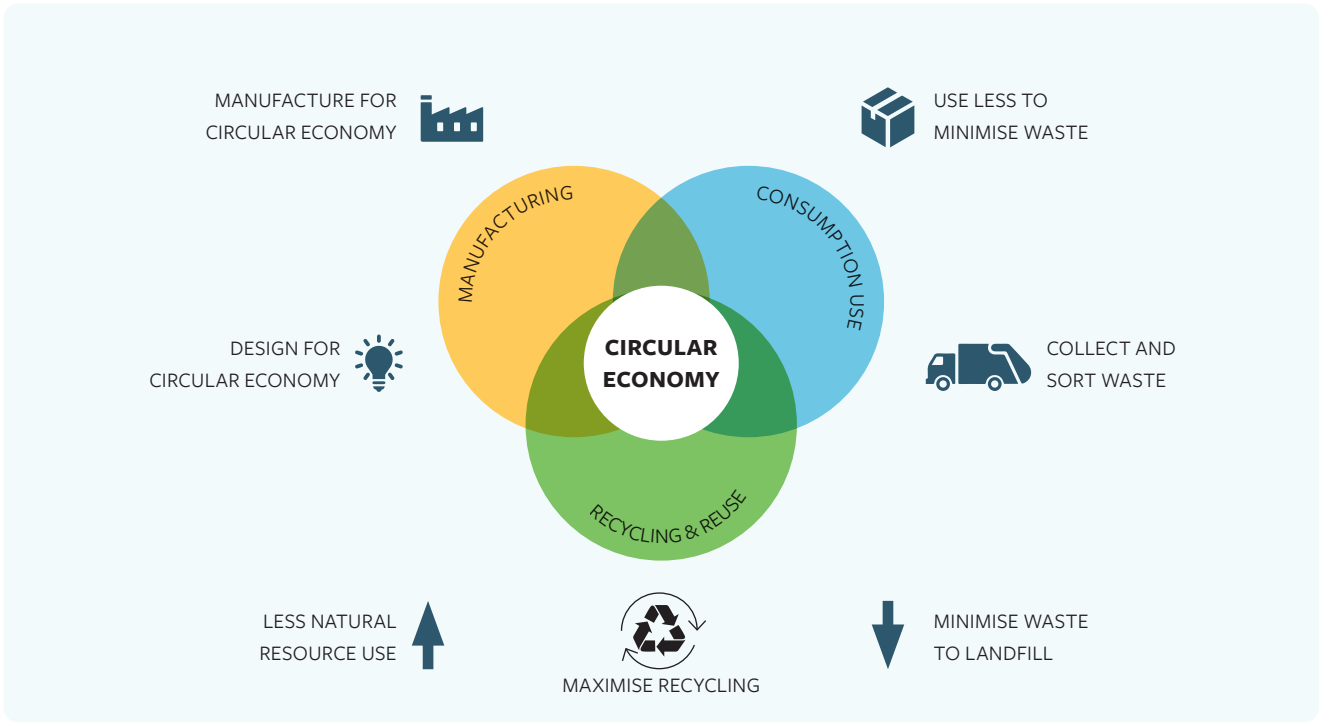 MANUFACTURE FOR
CIRCULAR ECONOMY
USE LESS TO
MINIMISE WASTE
MANUFACTURING
CONSUMPTION USE
DESIGN FOR
CIRCULAR ECONOMY
CIRCULAR
ECONOMY
COLLECT AND
SORT WASTE
RECYCLING & REUSE
LESS NATURAL
RESOURCE USE
MAXIMISE RECYCLING
MINIMISE WASTE
TO LANDFILL